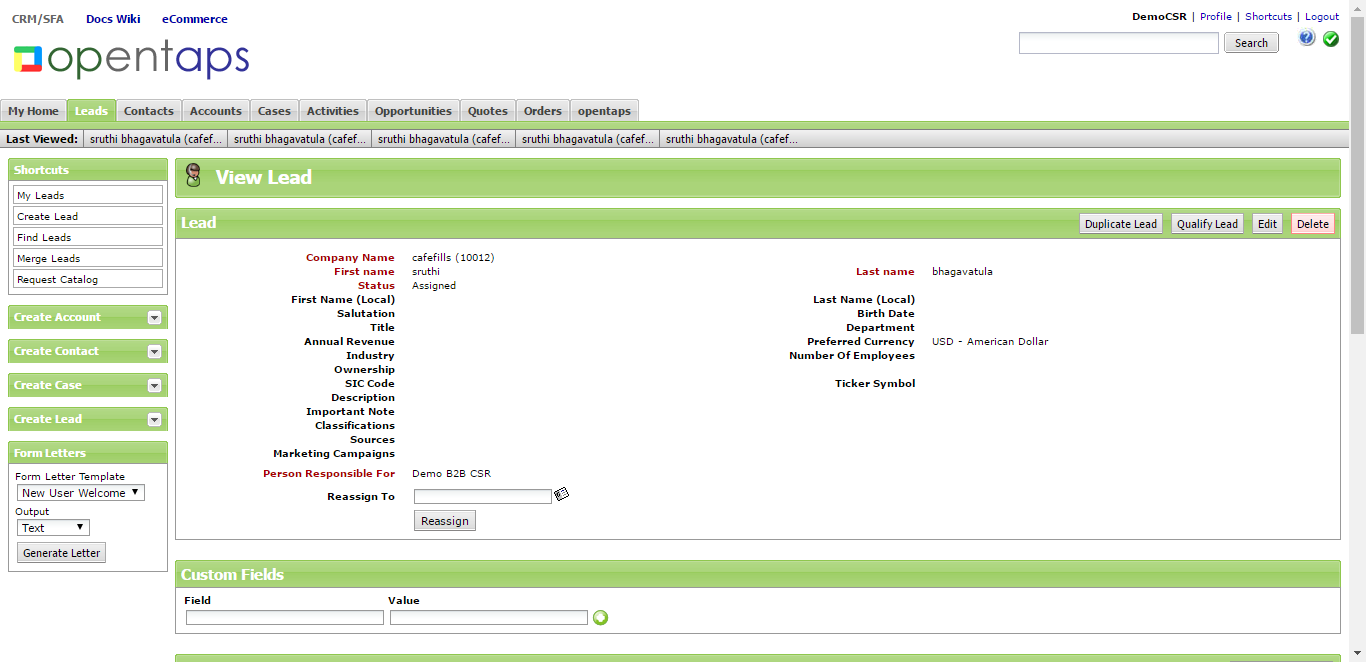 CRM/SFA Docs Wiki eCommerce
DemoCSR | Profile | Shortcuts | Logout
opentaps
Search
My Home Leads Contacts Accounts Cases Activities Opportunities Quotes Orders opentaps
Last Viewed: sruthi bhagavatula (cafef... sruthi bhagavatula (cafef... sruthi bhagavatula (cafef... sruthi bhagavatula (cafef... sruthi bhagavatula (cafef...
Shortcuts
My Leads
Create Lead
Find Leads
Merge Leads
Request Catalog
Create Account
Create Contact
Create Case
Create Lead
Form Letters
Form Letter Template
New User Welcome
Output
Text
Generate Letter
View Lead
Lead
Duplicate Lead Qualify Lead Edit Delete
Company Name cafefills (10012)
First name sruthi Last name bhagavatula
Status Assigned
First Name (Local) Last Name (Local)
Salutation Birth Date
Title Department
Annual Revenue Preferred Currency USD - American Dollar
Industry Number Of Employees
Ownership
SIC Code Ticker Symbol
Description
Important Note
Classifications
Sources
Marketing Campaigns
Person Responsible For Demo B2B CSR
Reassign To
Reassign
Custom Fields
Field Value